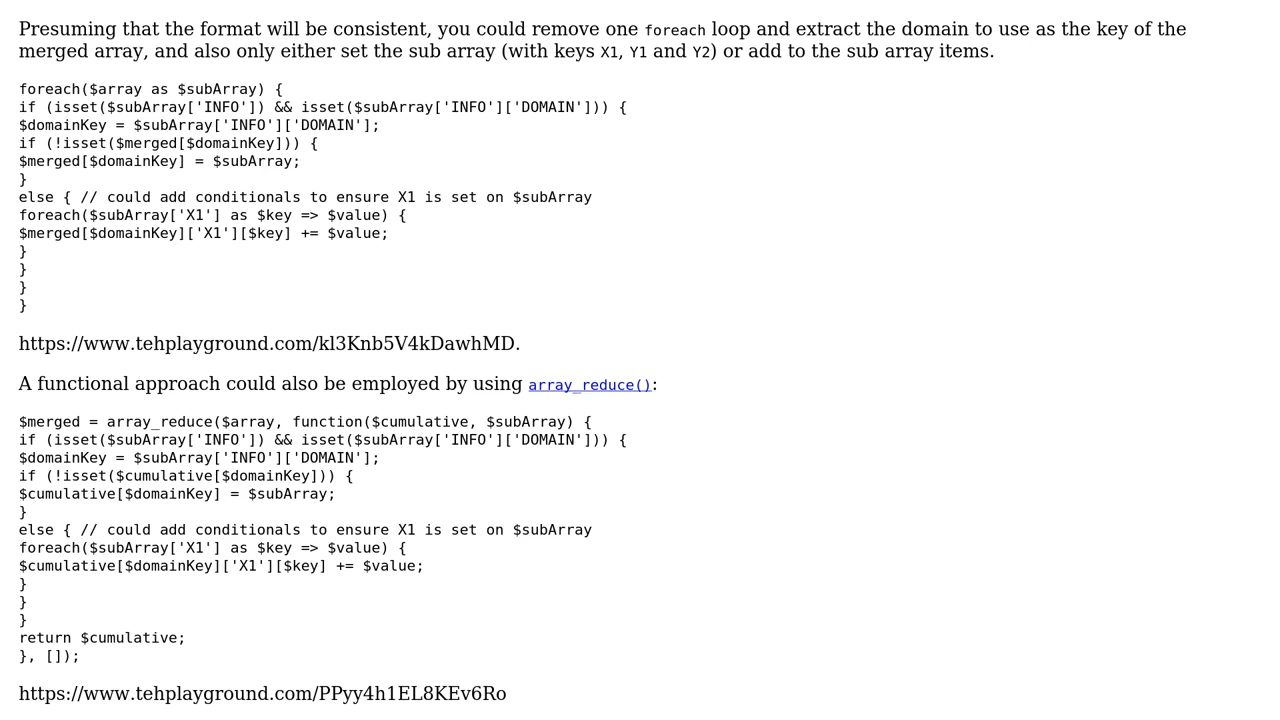 Presuming that the format will be consistent, you could remove one foreach loop and extract the domain to use as the key of the
merged array, and also only either set the sub array (with keys X1, Y1 and Y2) or add to the sub array items.
foreach($array as $subArray) {
if (isset($subArray['INFO']) && isset($subArray['INFO']['DOMAIN'])) {
$domainKey = $subArray['INFO']['DOMAIN'];
if (!isset($merged[$domainKey])) {
$merged[$domainKey] = $subArray;
}
else { // could add conditionals to ensure X1 is set on $subArray
foreach($subArray['X1'] as $key => $value) {
$merged[$domainKey]['X1'][$key] += $value;
}
}
}
}
https://www.tehplayground.com/kl3Knb5V4kDawhMD.
A functional approach could also be employed by using array_reduce():
$merged = array_reduce($array, function($cumulative, $subArray) {
if (isset($subArray['INFO']) && isset($subArray['INFO']['DOMAIN'])) {
$domainKey = $subArray['INFO']['DOMAIN'];
if (!isset($cumulative[$domainKey])) {
$cumulative[$domainKey] = $subArray;
}
else { // could add conditionals to ensure X1 is set on $subArray
foreach($subArray['X1'] as $key => $value) {
$cumulative[$domainKey]['X1'][$key] += $value;
}
}
}
return $cumulative;
}, []);
https://www.tehplayground.com/PPyy4h1EL8KEv6Ro